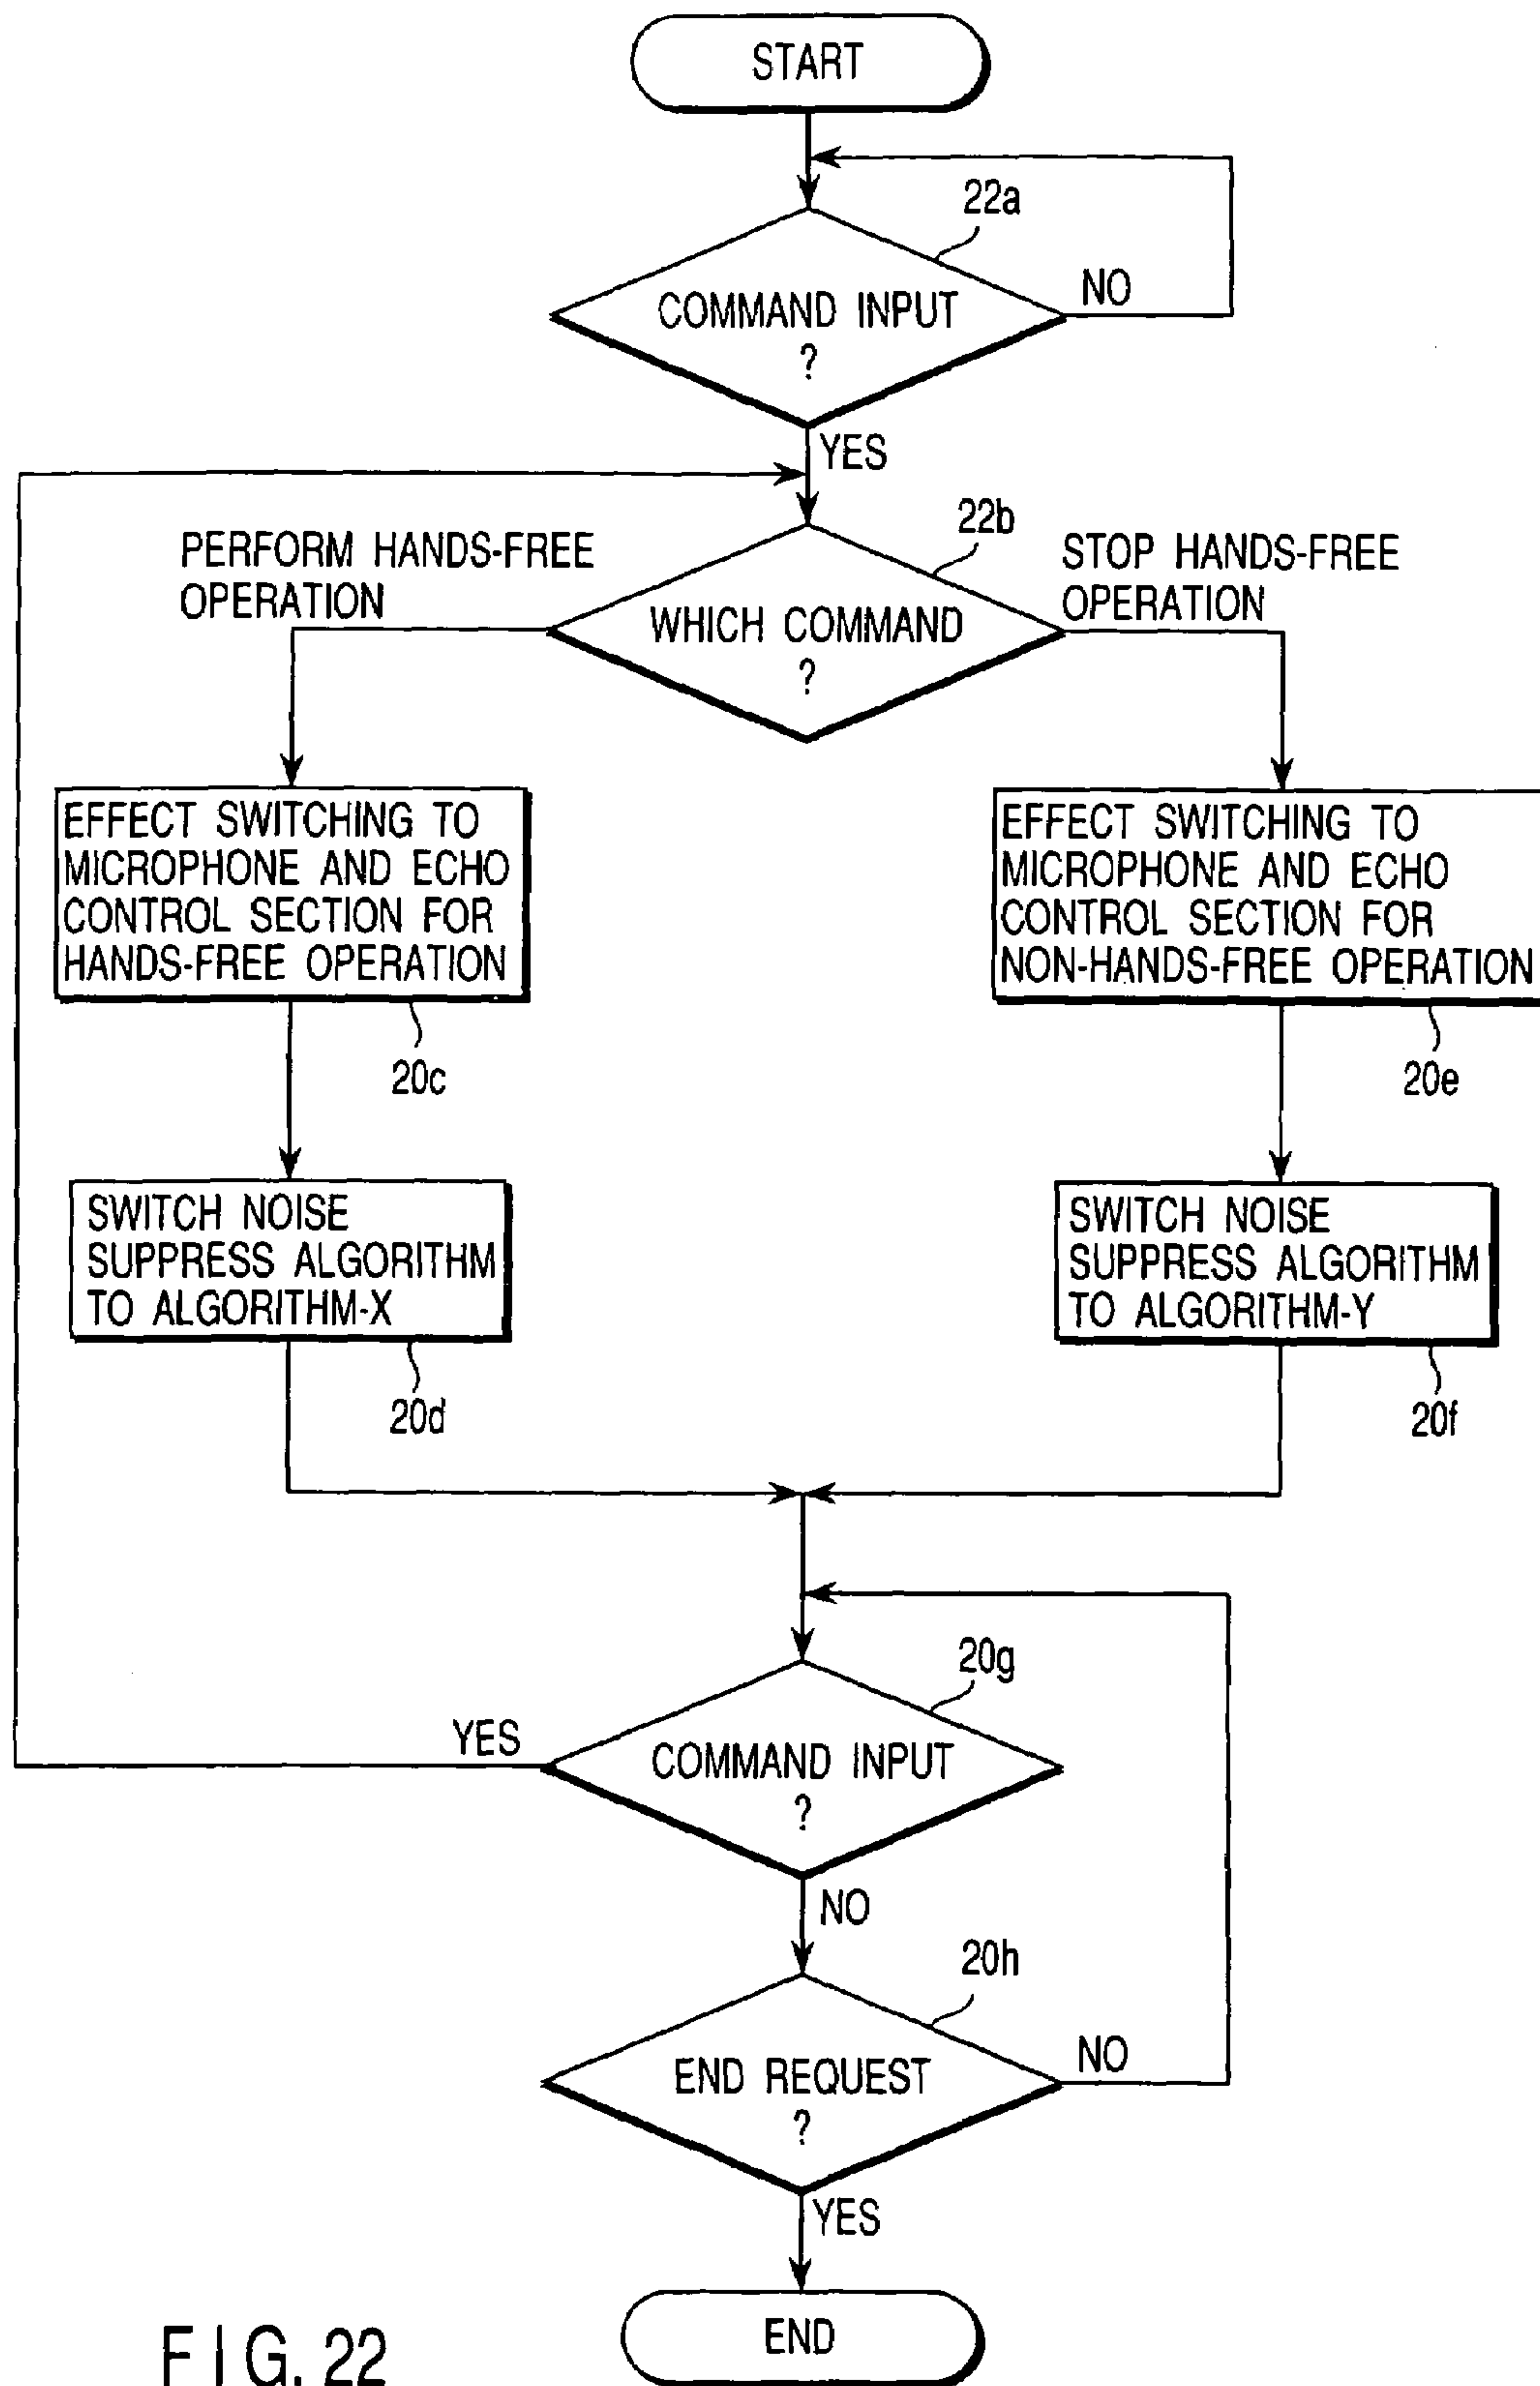 START
22a
COMMAND INPUT
?
NO
YES
22b
PERFORM HANDS-FREE
OPERATION
STOP HANDS-FREE
OPERATION
WHICH COMMAND
?
EFFECT SWITCHING TO
MICROPHONE AND ECHO
CONTROL SECTION FOR
HANDS-FREE OPERATION
20c
EFFECT SWITCHING TO
MICROPHONE AND ECHO
CONTROL SECTION FOR
NON-HANDS-FREE OPERATION
20e
SWITCH NOISE
SUPPRESS ALGORITHM
TO ALGORITHM-X
20d
SWITCH NOISE
SUPPRESS ALGORITHM
TO ALGORITHM-Y
20f
20g
YES
COMMAND INPUT
?
NO
20h
END REQUEST
?
NO
YES
END
FIG. 22